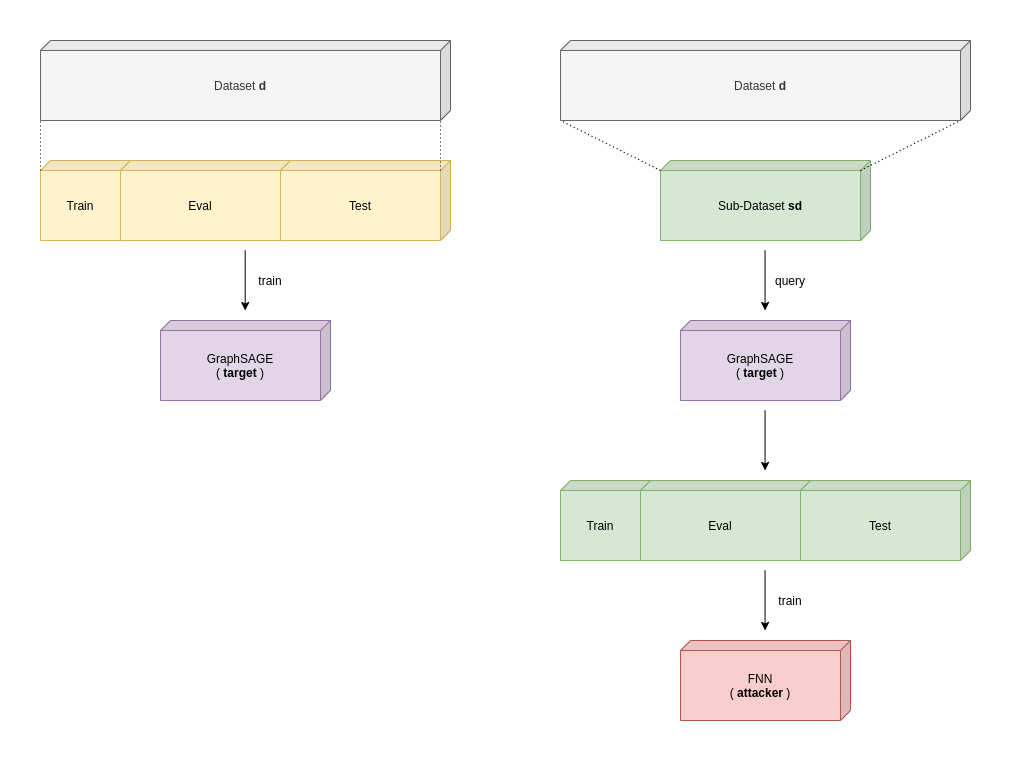 Dataset d
Train
Eval
Test
train
GraphSAGE
( target )
Dataset d
Sub-Dataset sd
query
GraphSAGE
( target )
Train
Eval
Test
train
FNN
( attacker )